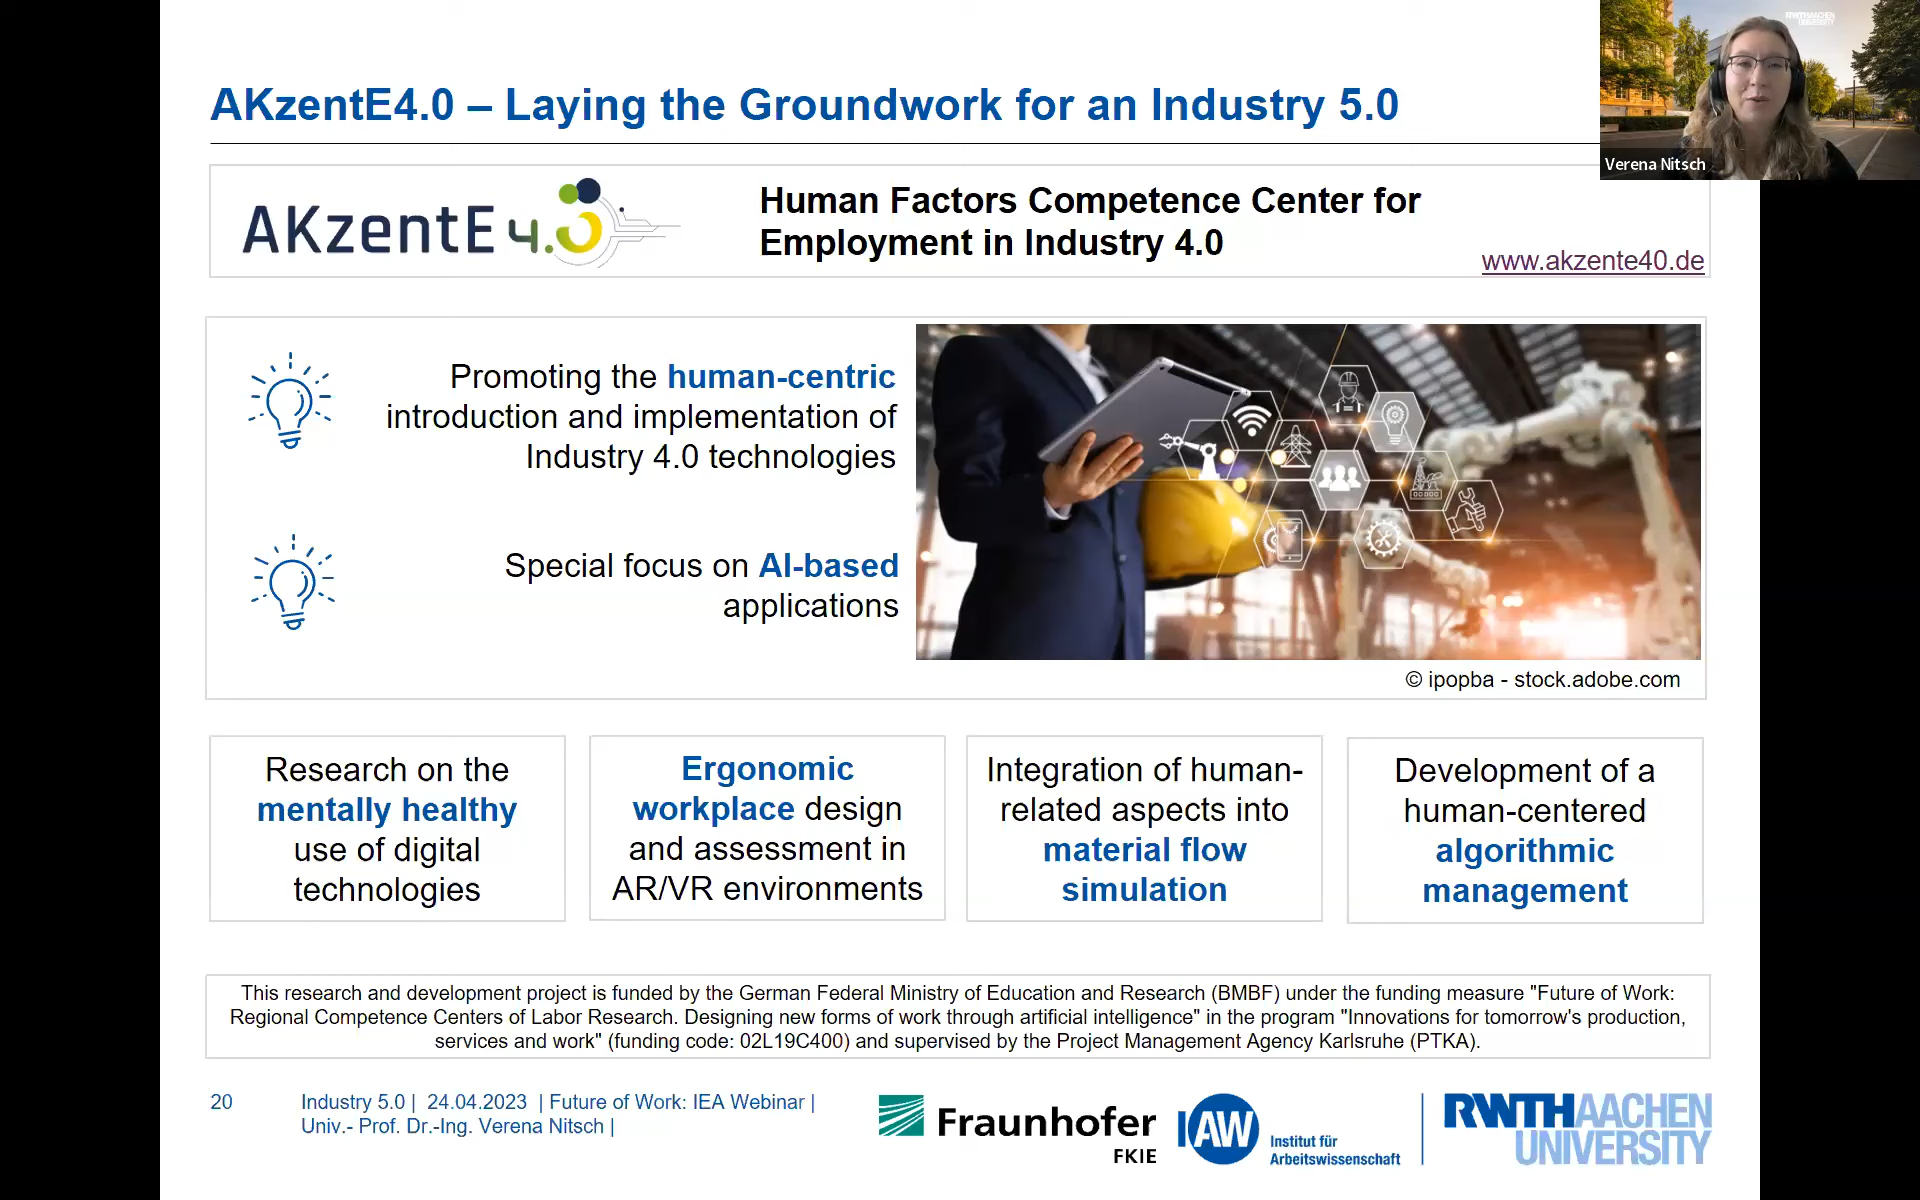 AKzentE4.0 – Laying the Groundwork for an Industry 5.0
RWTHAACHEN
UNIVERSITY
Verena Nitsch
AKzentE 4.0
Human Factors Competence Center for
Employment in Industry 4.0
www.akzente40.de
Promoting the human-centric
introduction and implementation of
Industry 4.0 technologies
Special focus on AI-based
applications
© ipopba - stock.adobe.com
Research on the
mentally healthy
use of digital
technologies
Ergonomic
workplace design
and assessment in
AR/VR environments
Integration of human-
related aspects into
material flow
simulation
Development of a
human-centered
algorithmic
management
This research and development project is funded by the German Federal Ministry of Education and Research (BMBF) under the funding measure "Future of Work:
Regional Competence Centers of Labor Research. Designing new forms of work through artificial intelligence" in the program "Innovations for tomorrow's production,
services and work" (funding code: 02L19C400) and supervised by the Project Management Agency Karlsruhe (PTKA).
20
Industry 5.0 | 24.04.2023 | Future of Work: IEA Webinar |
Univ.- Prof. Dr.-Ing. Verena Nitsch |
Fraunhofer
FKIE
IAW
Institut für
Arbeitswissenschaft
RWTHAACHEN
UNIVERSITY